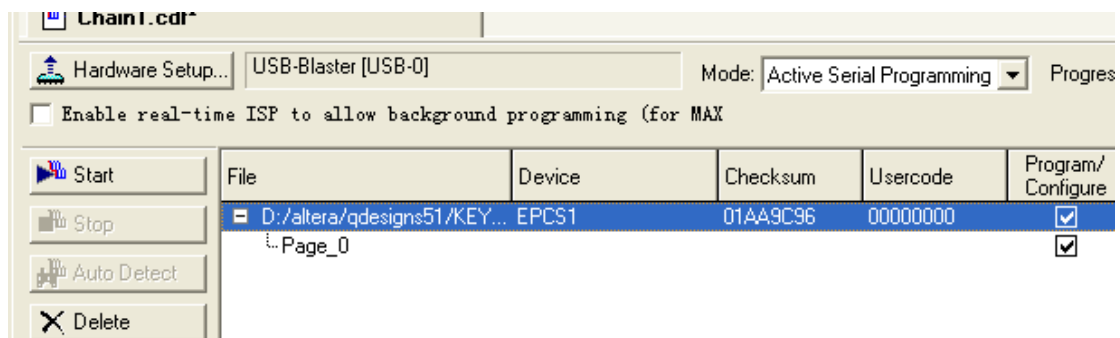 Chain1.cdf*
Hardware Setup... USB-Blaster [USB-0] Mode: Active Serial Programming Progres
Enable real-time ISP to allow background programming (for MAX
Start File Device Checksum Usercode Program/
Configure
Stop D:/altera/qdesigns51/KEY... EPCS1 01AA9C96 00000000
Page_0
Auto Detect
Delete